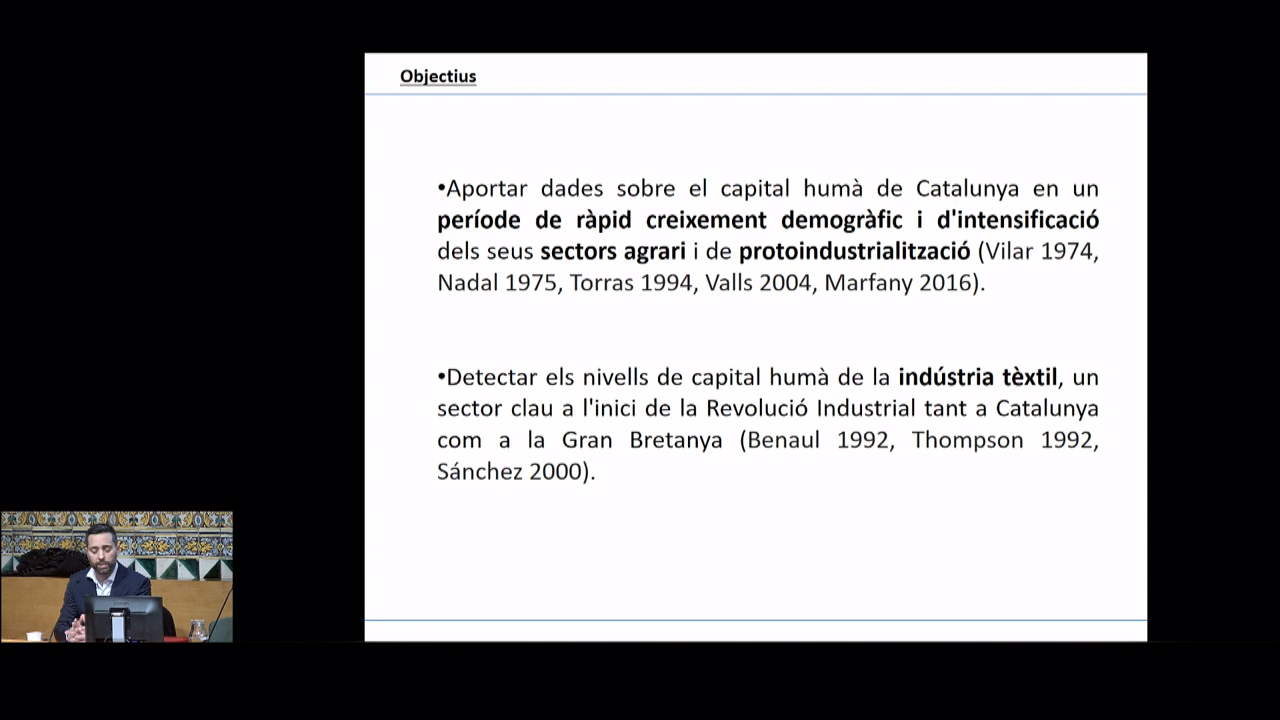 Objectius
•Aportar dades sobre el capital humà de Catalunya en un
període de ràpid creixement demogràfic i d'intensificació
dels seus sectors agrari i de protoindustrialització (Vilar 1974,
Nadal 1975, Torras 1994, Valls 2004, Marfany 2016).
•Detectar els nivells de capital humà de la indústria tèxtil, un
sector clau a l'inici de la Revolució Industrial tant a Catalunya
com a la Gran Bretanya (Benaul 1992, Thompson 1992,
Sánchez 2000).